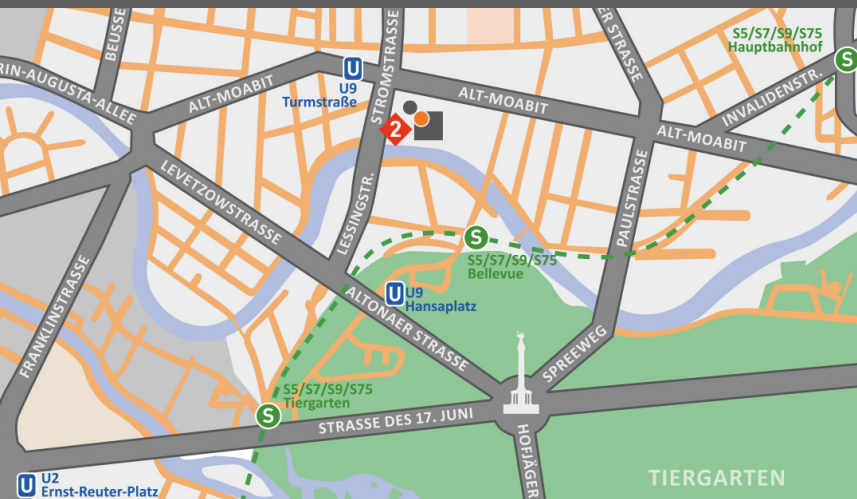 BEUSSE
RIN-AUGUSTA-ALLEE
ALT-MOABIT
U
U9
Turmstraße
STROMSTRASSE
2
ALT-MOABIT
ER STRASSE
S5/S7/S9/S75
Hauptbahnhof
S
INVALIDENSTR.
ALT-MOABIT
LEVETZOWSTRASSE
LESSINGSTR.
PAULSTRASSE
S
S5/S7/S9/S75
Bellevue
U
U9
Hansaplatz
FRANKLINSTRASSE
ALTONAER STRASSE
SPREEWEG
S5/S7/S9/S75
Tiergarten
S
STRASSE DES 17. JUNI
HOFJÄGER
TIERGARTEN
U
U2
Ernst-Reuter-Platz